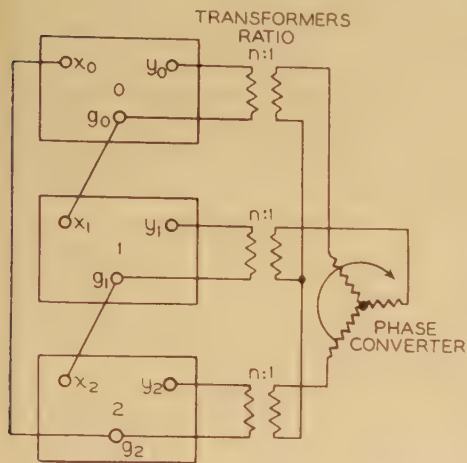 TRANSFORMERS
RATIO
n:1
x₀
y₀
0
g₀
n:1
x₁
y₁
1
g₁
PHASE
CONVERTER
n:1
x₂
y₂
2
g₂